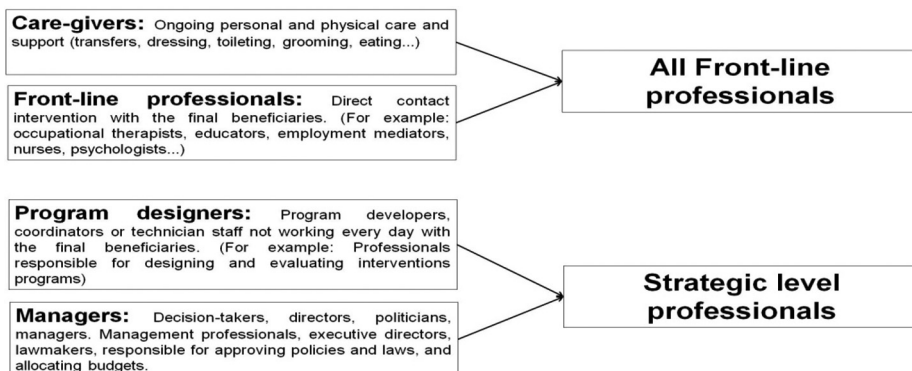 Care-givers: Ongoing personal and physical care and
support (transfers, dressing, toileting, grooming, eating...)
All Front-line
professionals
Front-line professionals: Direct contact
intervention with the final beneficiaries. (For example:
occupational therapists, educators, employment mediators,
nurses, psychologists...)
Program designers: Program developers,
coordinators or technician staff not working every day with
the final beneficiaries. (For example: Professionals
responsible for designing and evaluating interventions
programs)
Strategic level
professionals
Managers: Decision-takers, directors, politicians,
managers. Management professionals, executive directors,
lawmakers, responsible for approving policies and laws, and
allocating budgets.